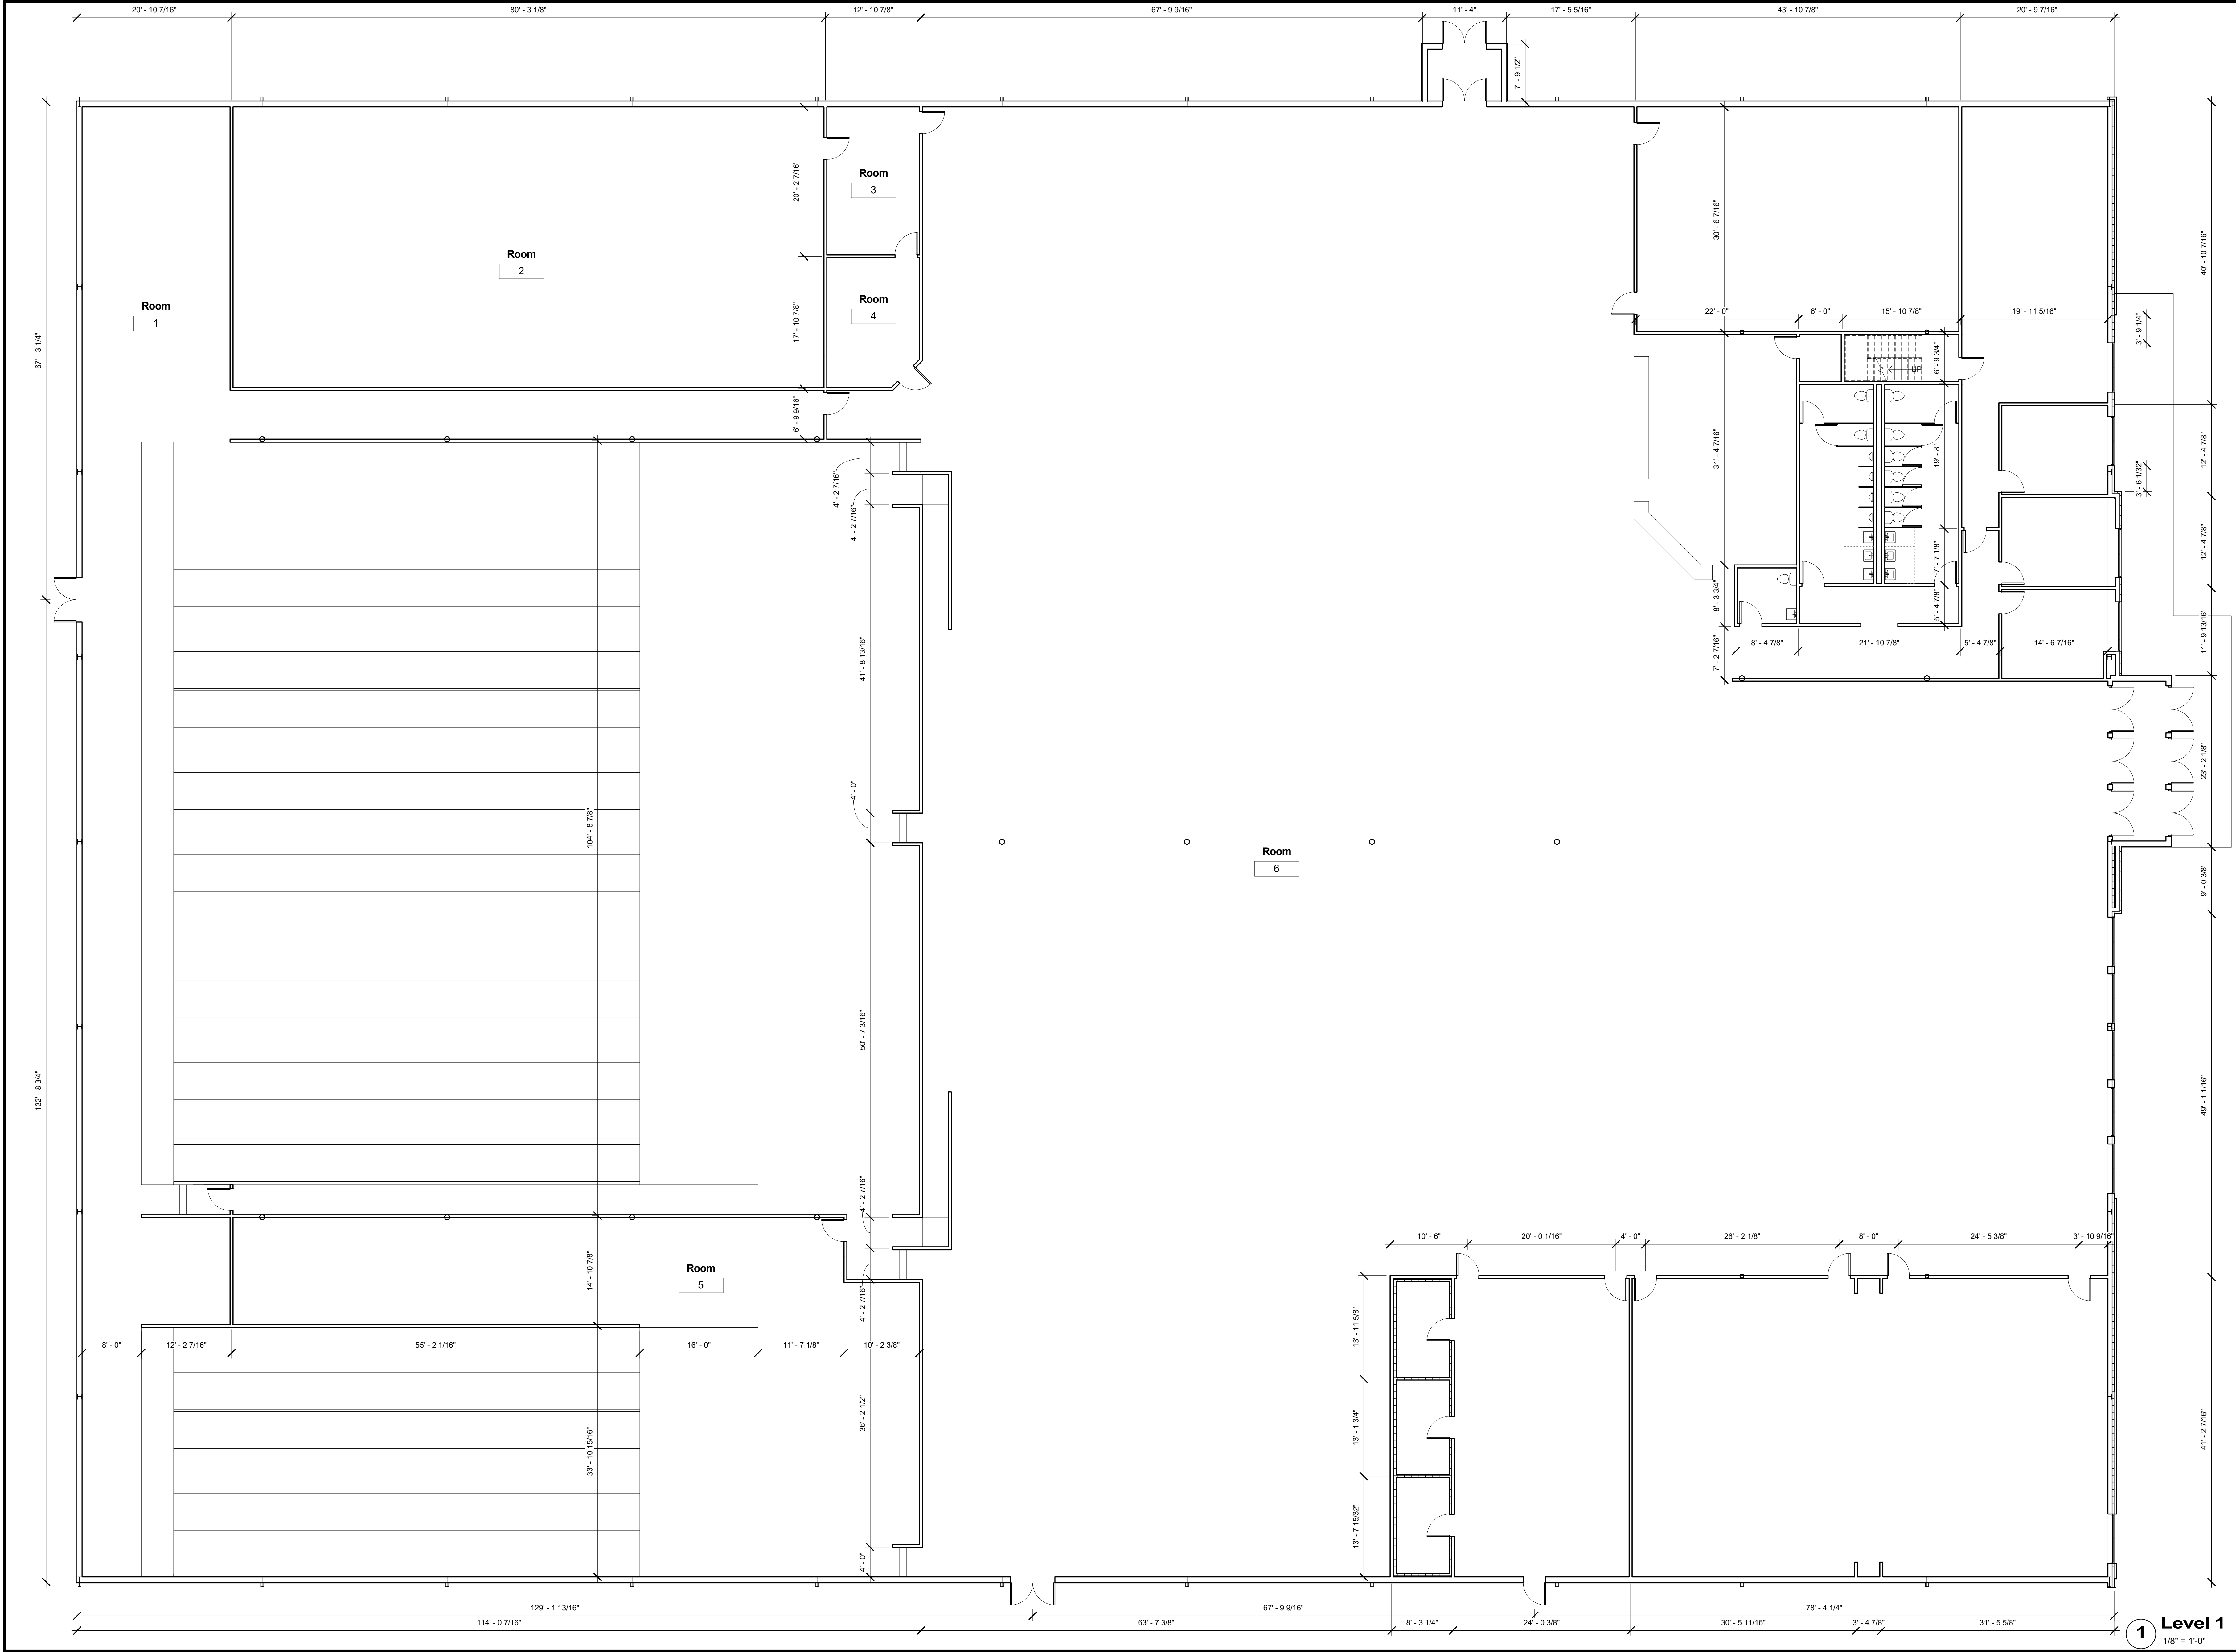 20' - 10 7/16"
80' - 3 1/8"
12' - 10 7/8"
67' - 9 9/16"
11' - 4"
17' - 5 5/16"
43' - 10 7/8"
20' - 9 7/16"
7' - 9 1/2"
67' - 3 1/4"
132' - 8 3/4"
Room
1
Room
2
20' - 2 7/16"
Room
3
17' - 10 7/8"
Room
4
6' - 9 9/16"
30' - 6 7/16"
40' - 10 7/16"
22' - 0"
6' - 0"
15' - 10 7/8"
19' - 11 5/16"
3' - 9 1/4"
6' - 9 3/4"
UP
31' - 4 7/16"
19' - 8"
12' - 4 7/8"
3' - 6 1/32"
4' - 2 7/16"
4' - 2 7/16"
7' - 7 1/8"
12' - 4 7/8"
8' - 3 3/4"
5' - 4 7/8"
11' - 9 13/16"
7' - 2 7/16"
8' - 4 7/8"
21' - 10 7/8"
5' - 4 7/8"
14' - 6 7/16"
41' - 8 13/16"
23' - 2 1/8"
4' - 0"
104' - 8 7/8"
Room
6
9' - 0 3/8"
50' - 7 3/16"
49' - 1 1/16"
4' - 2 7/16"
10' - 6"
20' - 0 1/16"
4' - 0"
26' - 2 1/8"
8' - 0"
24' - 5 3/8"
3' - 10 9/16"
14' - 10 7/8"
Room
5
4' - 2 7/16"
13' - 11 5/8"
8' - 0"
12' - 2 7/16"
55' - 2 1/16"
16' - 0"
11' - 7 1/8"
10' - 2 3/8"
33' - 10 15/16"
36' - 2 1/2"
13' - 1 3/4"
41' - 2 7/16"
13' - 7 15/32"
4' - 0"
129' - 1 13/16"
67' - 9 9/16"
78' - 4 1/4"
114' - 0 7/16"
63' - 7 3/8"
8' - 3 1/4"
24' - 0 3/8"
30' - 5 11/16"
3' - 4 7/8"
31' - 5 5/8"
1
Level 1
1/8" = 1'-0"